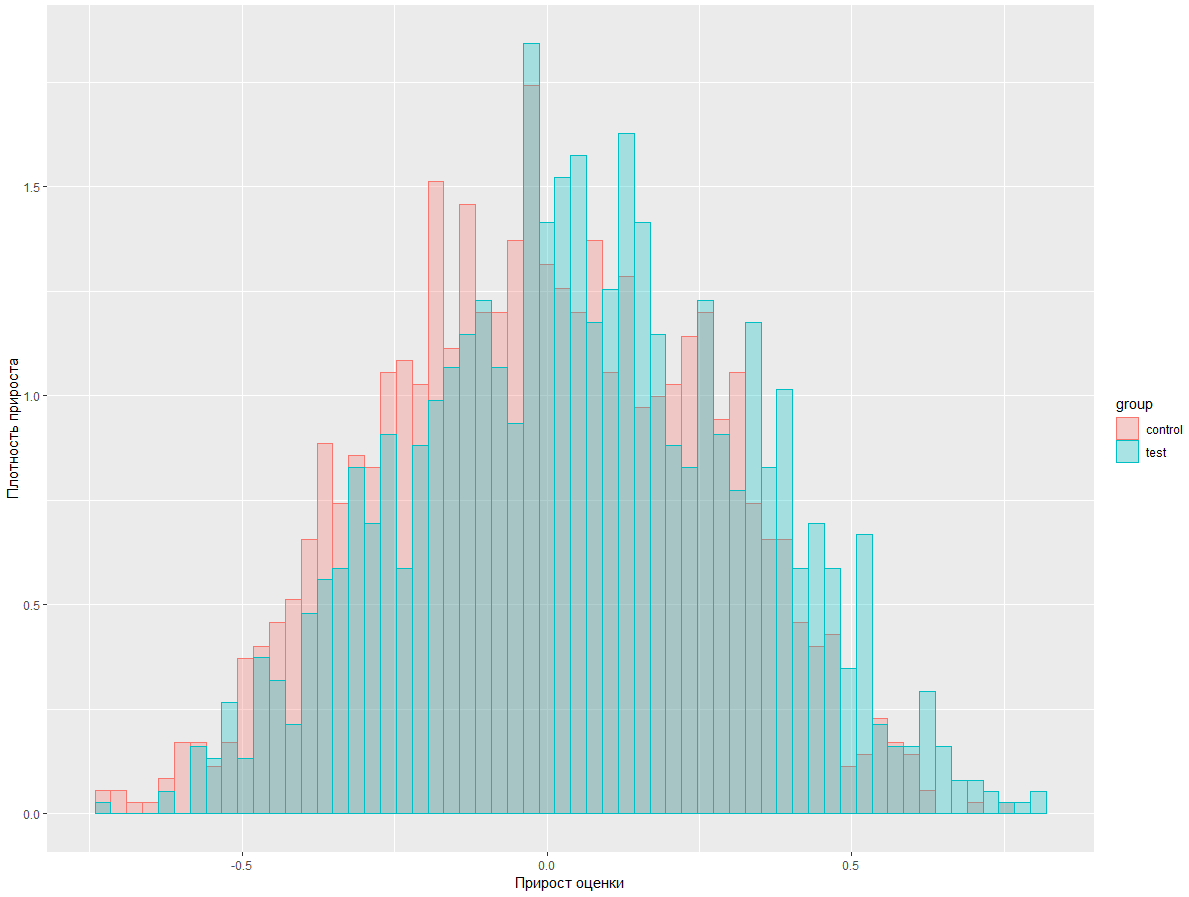 Плотность прироста
1.5
1.0
0.5
0.0
-0.5
0.0
0.5
Прирост оценки
group
control
test